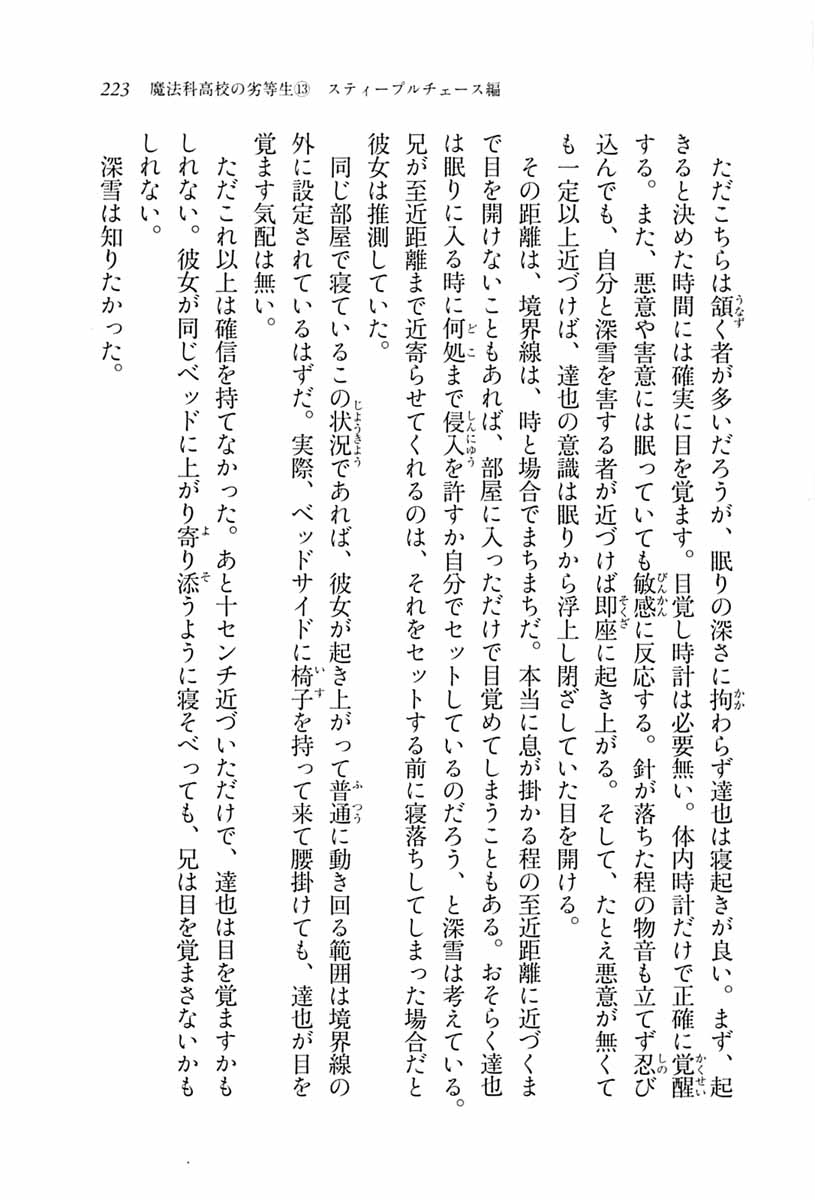 223　魔法科高校の劣等生⑬　スティープルチェース編
ただこちらは頷く者が多いだろうが、眠りの深さに拘わらず達也は寝起きが良い。まず、起
きると決めた時間には確実に目を覚ます。目覚し時計は必要無い。体内時計だけで正確に覚醒
する。また、悪意や害意には眠っていても敏感に反応する。針が落ちた程の物音も立てず忍び
込んでも、自分と深雪を害する者が近づけば即座に起き上がる。そして、たとえ悪意が無くて
も一定以上近づけば、達也の意識は眠りから浮上し閉ざしていた目を開ける。
その距離は、境界線は、時と場合でまちまちだ。本当に息が掛かる程の至近距離に近づくま
で目を開けないこともあれば、部屋に入っただけで目覚めてしまうこともある。おそらく達也
は眠りに入る時に何処まで侵入を許すか自分でセットしているのだろう、と深雪は考えている。
兄が至近距離まで近寄らせてくれるのは、それをセットする前に寝落ちしてしまった場合だと
彼女は推測していた。
同じ部屋で寝ているこの状況であれば、彼女が起き上がって普通に動き回る範囲は境界線の
外に設定されているはずだ。実際、ベッドサイドに椅子を持って来て腰掛けても、達也が目を
覚ます気配は無い。
ただこれ以上は確信を持てなかった。あと十センチ近づいただけで、達也は目を覚ますかも
しれない。彼女が同じベッドに上がり寄り添うように寝そべっても、兄は目を覚まさないかも
しれない。
深雪は知りたかった。